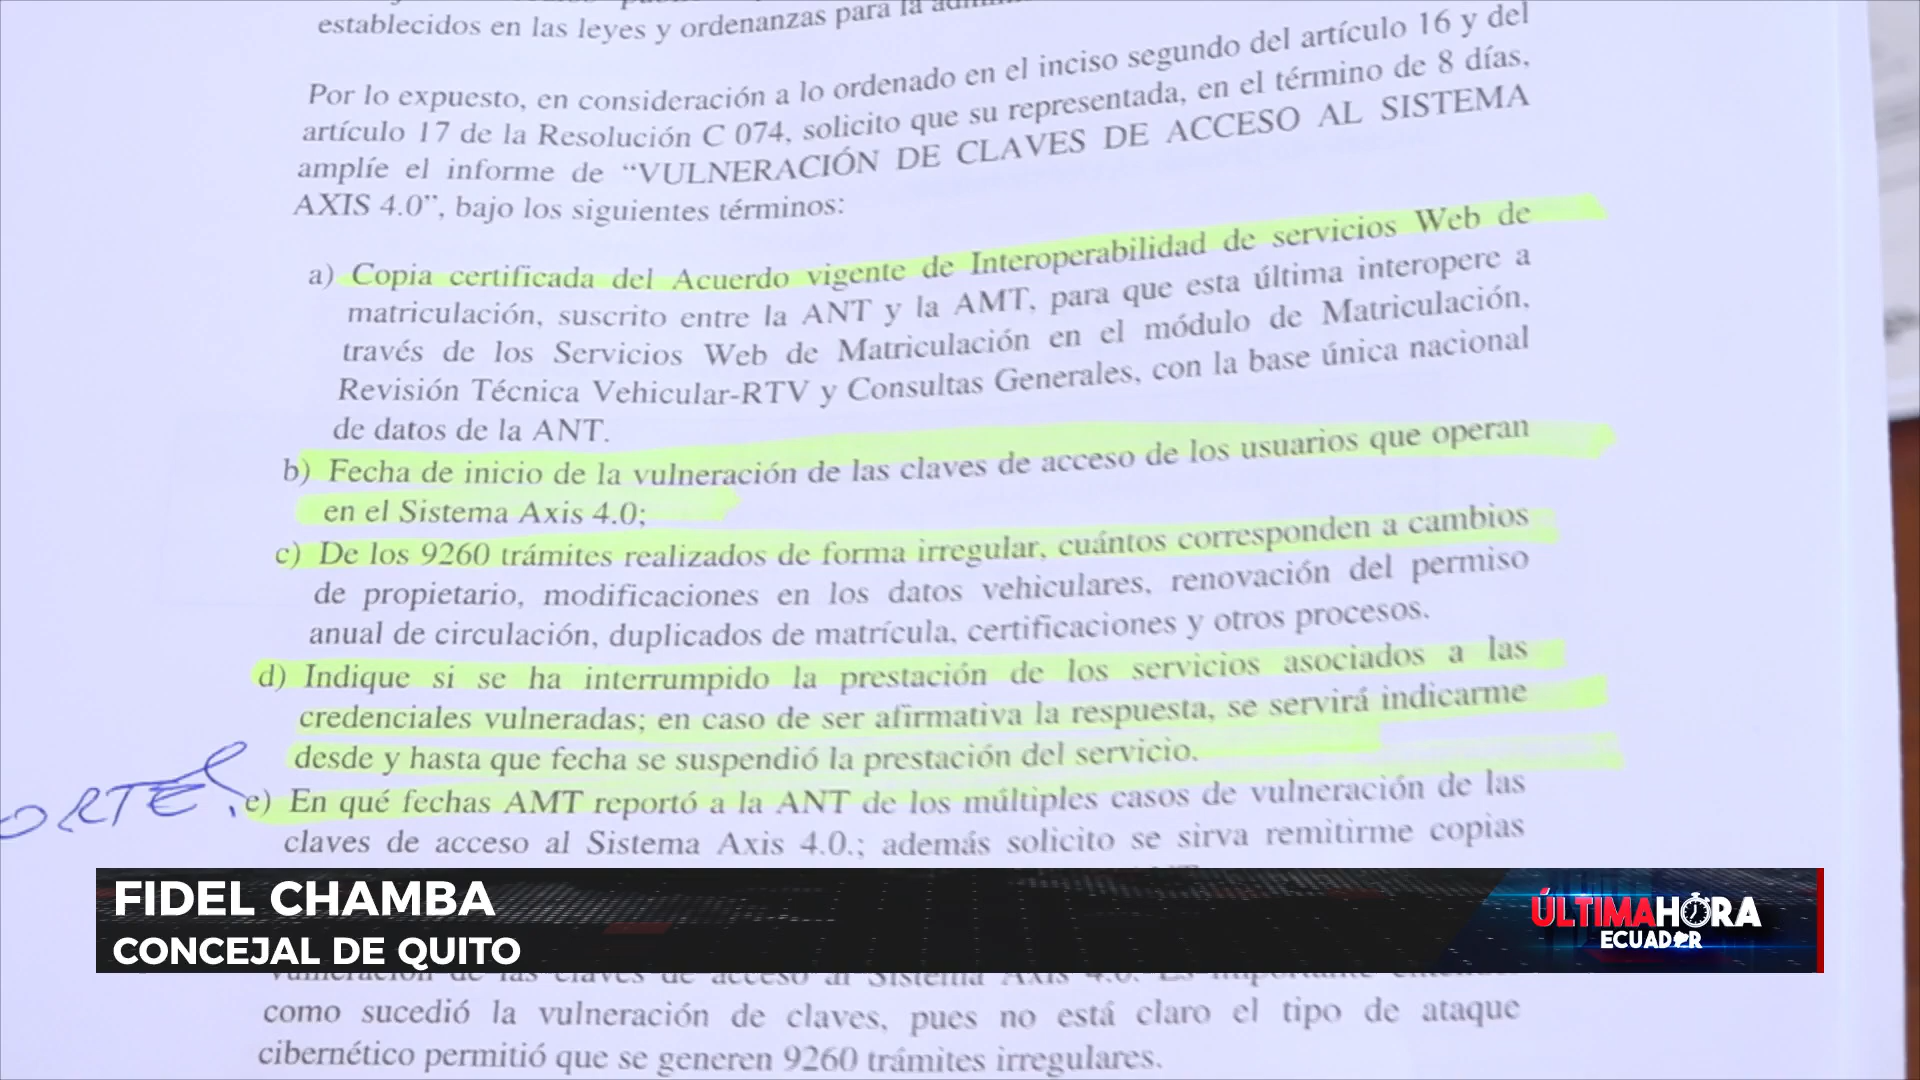 establecidos en las leyes y ordenanzas para la
Por lo expuesto, en consideración a lo ordenado en el inciso segundo del artículo 16 y del
artículo 17 de la Resolución C 074, solicito que su representada, en el término de 8 días,
amplíe el informe de “VULNERACIÓN DE CLAVES DE ACCESO AL SISTEMA
AXIS 4.0”, bajo los siguientes términos:
a) Copia certificada del Acuerdo vigente de Interoperabilidad de servicios Web de
matriculación, suscrito entre la ANT y la AMT, para que esta última interopere a
través de los Servicios Web de Matriculación en el módulo de Matriculación,
Revisión Técnica Vehicular-RTV y Consultas Generales, con la base única nacional
de datos de la ANT.
b) Fecha de inicio de la vulneración de las claves de acceso de los usuarios que operan
en el Sistema Axis 4.0;
c) De los 9260 trámites realizados de forma irregular, cuántos corresponden a cambios
de propietario, modificaciones en los datos vehiculares, renovación del permiso
anual de circulación, duplicados de matrícula, certificaciones y otros procesos.
d) Indique si se ha interrumpido la prestación de los servicios asociados a las
credenciales vulneradas; en caso de ser afirmativa la respuesta, se servirá indicarme
desde y hasta que fecha se suspendió la prestación del servicio.
ORTE
e) En qué fechas AMT reportó a la ANT de los múltiples casos de vulneración de las
claves de acceso al Sistema Axis 4.0.; además solicito se sirva remitirme copias
FIDEL CHAMBA
CONCEJAL DE QUITO
ÚLTIMAHORA
ECUADOR
vulneración de las claves de acceso al Sistema Axis 4.0. Es importante
como sucedió la vulneración de claves, pues no está claro el tipo de ataque
cibernético permitió que se generen 9260 trámites irregulares.